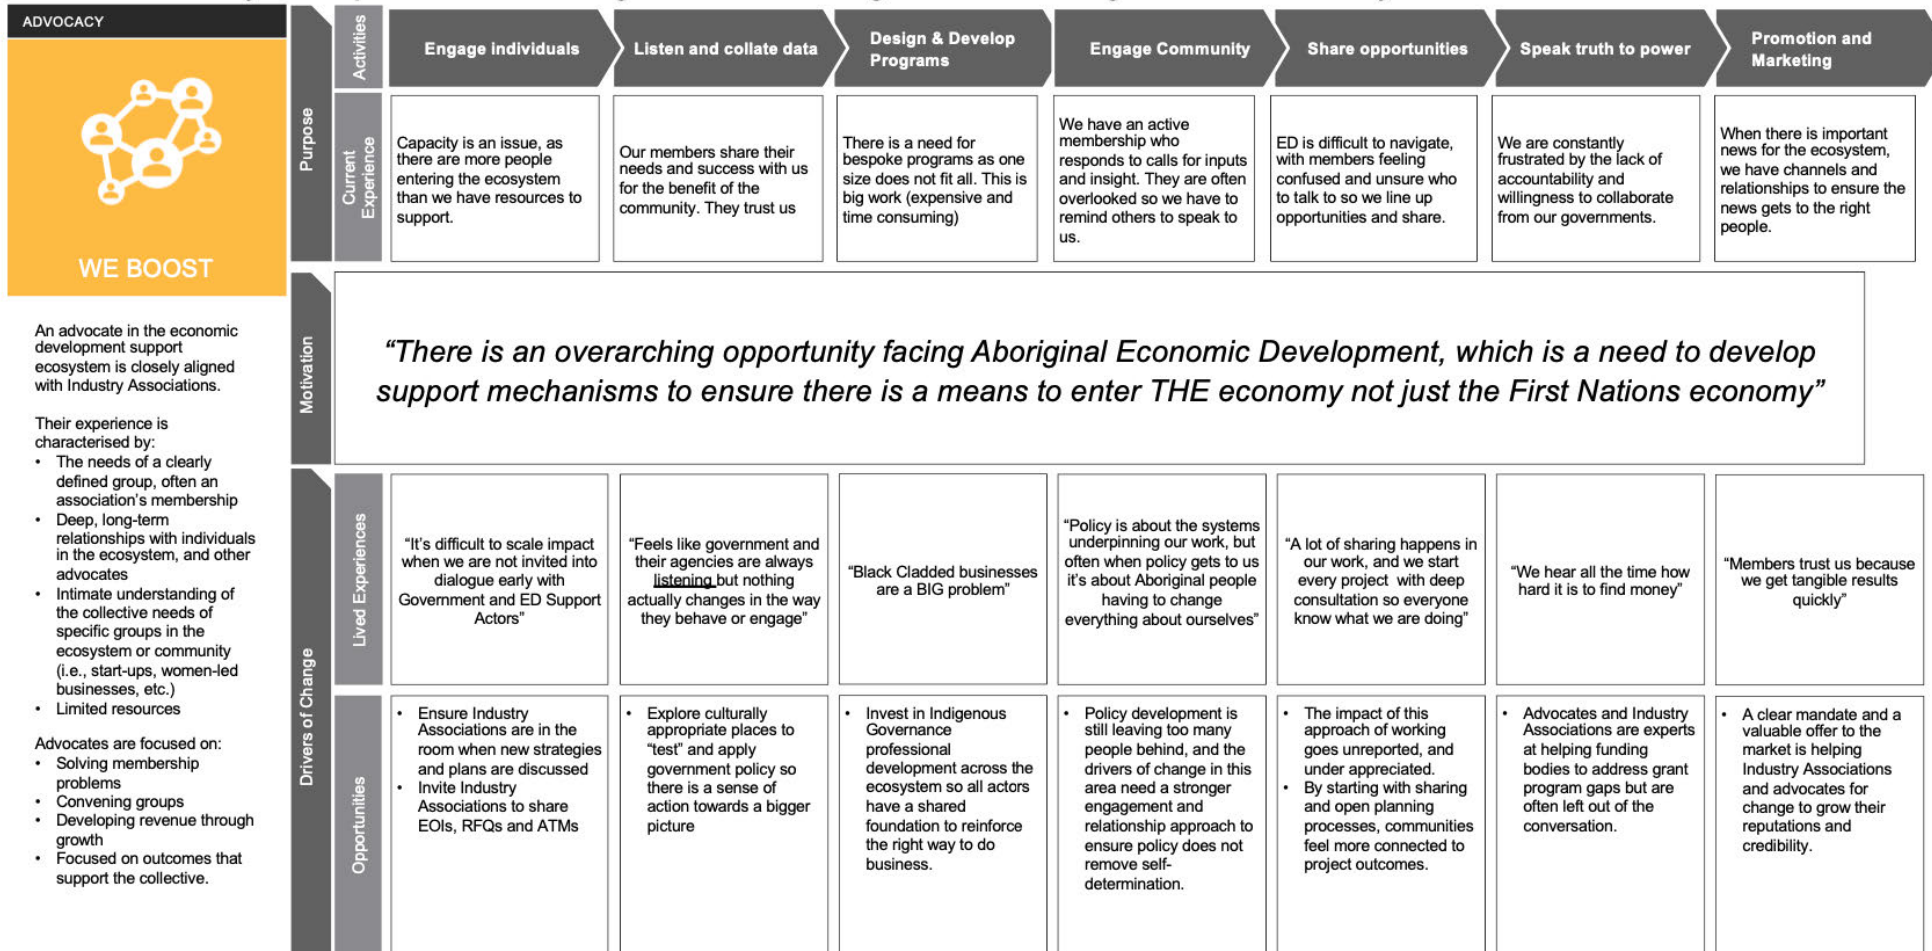 ADVOCACY
WE BOOST
An advocate in the economic
development support
ecosystem is closely aligned
with Industry Associations.
Their experience is
characterised by:
• The needs of a clearly
defined group, often an
association’s membership
• Deep, long-term
relationships with individuals
in the ecosystem, and other
advocates
• Intimate understanding of
the collective needs of
specific groups in the
ecosystem or community
(i.e., start-ups, women-led
businesses, etc.)
• Limited resources
Advocates are focused on:
• Solving membership
problems
• Convening groups
• Developing revenue through
growth
• Focused on outcomes that
support the collective.
Purpose
Activities
Engage individuals
Listen and collate data
Design & Develop
Programs
Engage Community
Share opportunities
Speak truth to power
Promotion and
Marketing
Current
Experience
Capacity is an issue, as
there are more people
entering the ecosystem
than we have resources to
support.
Our members share their
needs and success with us
for the benefit of the
community. They trust us
There is a need for
bespoke programs as one
size does not fit all. This is
big work (expensive and
time consuming)
We have an active
membership who
responds to calls for inputs
and insight. They are often
overlooked so we have to
remind others to speak to
us.
ED is difficult to navigate,
with members feeling
confused and unsure who
to talk to so we line up
opportunities and share.
We are constantly
frustrated by the lack of
accountability and
willingness to collaborate
from our governments.
When there is important
news for the ecosystem,
we have channels and
relationships to ensure the
news gets to the right
people.
Motivation
“There is an overarching opportunity facing Aboriginal Economic Development, which is a need to develop
support mechanisms to ensure there is a means to enter THE economy not just the First Nations economy”
Drivers of Change
Lived Experiences
“It’s difficult to scale impact
when we are not invited into
dialogue early with
Government and ED Support
Actors”
“Feels like government and
their agencies are always
listening but nothing
actually changes in the way
they behave or engage”
“Black Cladded businesses
are a BIG problem”
“Policy is about the systems
underpinning our work, but
often when policy gets to us
it’s about Aboriginal people
having to change
everything about ourselves”
“A lot of sharing happens in
our work, and we start
every project with deep
consultation so everyone
know what we are doing”
“We hear all the time how
hard it is to find money”
“Members trust us because
we get tangible results
quickly”
Opportunities
• Ensure Industry
Associations are in the
room when new strategies
and plans are discussed
• Invite Industry
Associations to share
EOIs, RFQs and ATMs
• Explore culturally
appropriate places to
“test” and apply
government policy so
there is a sense of
action towards a bigger
picture
• Invest in Indigenous
Governance
professional
development across the
ecosystem so all actors
have a shared
foundation to reinforce
the right way to do
business.
• Policy development is
still leaving too many
people behind, and the
drivers of change in this
area need a stronger
engagement and
relationship approach to
ensure policy does not
remove self-
determination.
• The impact of this
approach of working
goes unreported, and
under appreciated.
• By starting with sharing
and open planning
processes, communities
feel more connected to
project outcomes.
• Advocates and Industry
Associations are experts
at helping funding
bodies to address grant
program gaps but are
often left out of the
conversation.
• A clear mandate and a
valuable offer to the
market is helping
Industry Associations
and advocates for
change to grow their
reputations and
credibility.